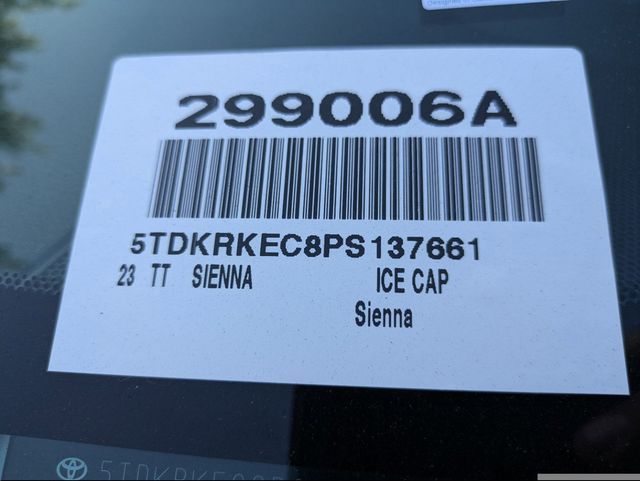 299006A
5TDKRKEC8PS137661
23 TT SIENNA ICE CAP
Sienna